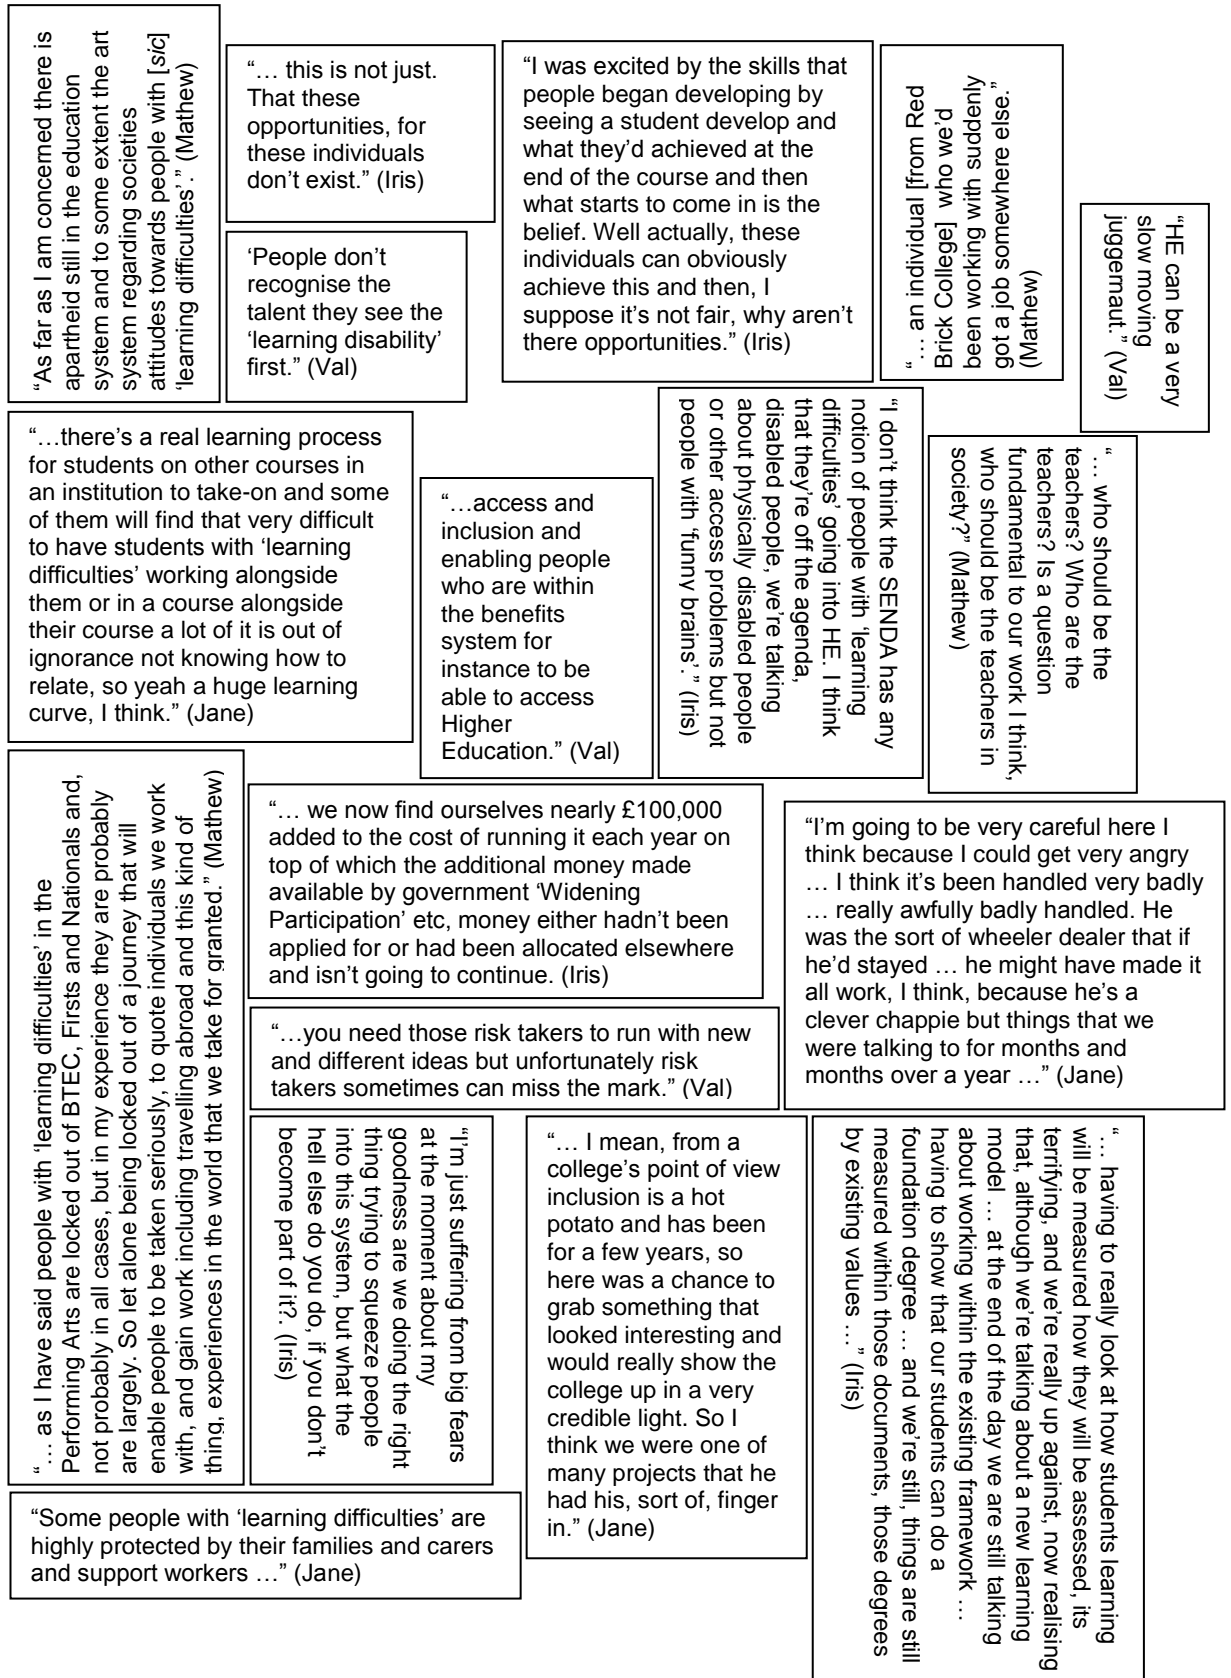 “As far as I am concerned there is
apartheid still in the education
system and to some extent the art
system regarding societies
attitudes towards people with [sic]
‘learning difficulties’.” (Mathew)
“… this is not just.
That these
opportunities, for
these individuals
don’t exist.” (Iris)
‘People don’t
recognise the
talent they see the
‘learning disability’
first.” (Val)
“I was excited by the skills that
people began developing by
seeing a student develop and
what they’d achieved at the
end of the course and then
what starts to come in is the
belief. Well actually, these
individuals can obviously
achieve this and then, I
suppose it’s not fair, why aren’t
there opportunities.” (Iris)
“… an individual [from Red
Brick College] who we’d
been working with suddenly
got a job somewhere else.”
(Mathew)
“HE can be a very
slow moving
juggernaut.” (Val)
“…there’s a real learning process
for students on other courses in
an institution to take-on and some
of them will find that very difficult
to have students with ‘learning
difficulties’ working alongside
them or in a course alongside
their course a lot of it is out of
ignorance not knowing how to
relate, so yeah a huge learning
curve, I think.” (Jane)
“…access and
inclusion and
enabling people
who are within
the benefits
system for
instance to be
able to access
Higher
Education.” (Val)
“I don’t think the SENDA has any
notion of people with ‘learning
difficulties’ going into HE. I think
that they’re off the agenda,
disabled people, we’re talking
about physically disabled people
or other access problems but not
people with ‘funny brains’.” (Iris)
“… who should be the
teachers? Who are the
teachers? Is a question
fundamental to our work I think,
who should be the teachers in
society?” (Mathew)
“… as I have said people with ‘learning difficulties’ in the
Performing Arts are locked out of BTEC, Firsts and Nationals and,
not probably in all cases, but in my experience they are probably
are largely. So let alone being locked out of a journey that will
enable people to be taken seriously, to quote individuals we work
with, and gain work including travelling abroad and this kind of
thing, experiences in the world that we take for granted.” (Mathew)
“… we now find ourselves nearly £100,000
added to the cost of running it each year on
top of which the additional money made
available by government ‘Widening
Participation’ etc, money either hadn’t been
applied for or had been allocated elsewhere
and isn’t going to continue. (Iris)
“I’m going to be very careful here I
think because I could get very angry
… I think it’s been handled very badly
… really awfully badly handled. He
was the sort of wheeler dealer that if
he’d stayed … he might have made it
all work, I think, because he’s a
clever chappie but things that we
were talking to for months and
months over a year …” (Jane)
“…you need those risk takers to run with new
and different ideas but unfortunately risk
takers sometimes can miss the mark.” (Val)
“I’m just suffering from big fears
at the moment about my
goodness are we doing the right
thing trying to squeeze people
into this system, but what the
hell else do you do, if you don’t
become part of it?. (Iris)
“… I mean, from a
college’s point of view
inclusion is a hot
potato and has been
for a few years, so
here was a chance to
grab something that
looked interesting and
would really show the
college up in a very
credible light. So I
think we were one of
many projects that he
had his, sort of, finger
in.” (Jane)
“… having to really look at how students learning
will be measured how they will be assessed, its
terrifying, and we’re really up against, now realising
that, although we’re talking about a new learning
model … at the end of the day we are still talking
about working within the existing framework …
having to show that our students can do a
foundation degree … and we’re still, things are still
measured within those documents, those degrees
by existing values …” (Iris)
“Some people with ‘learning difficulties’ are
highly protected by their families and carers
and support workers …” (Jane)